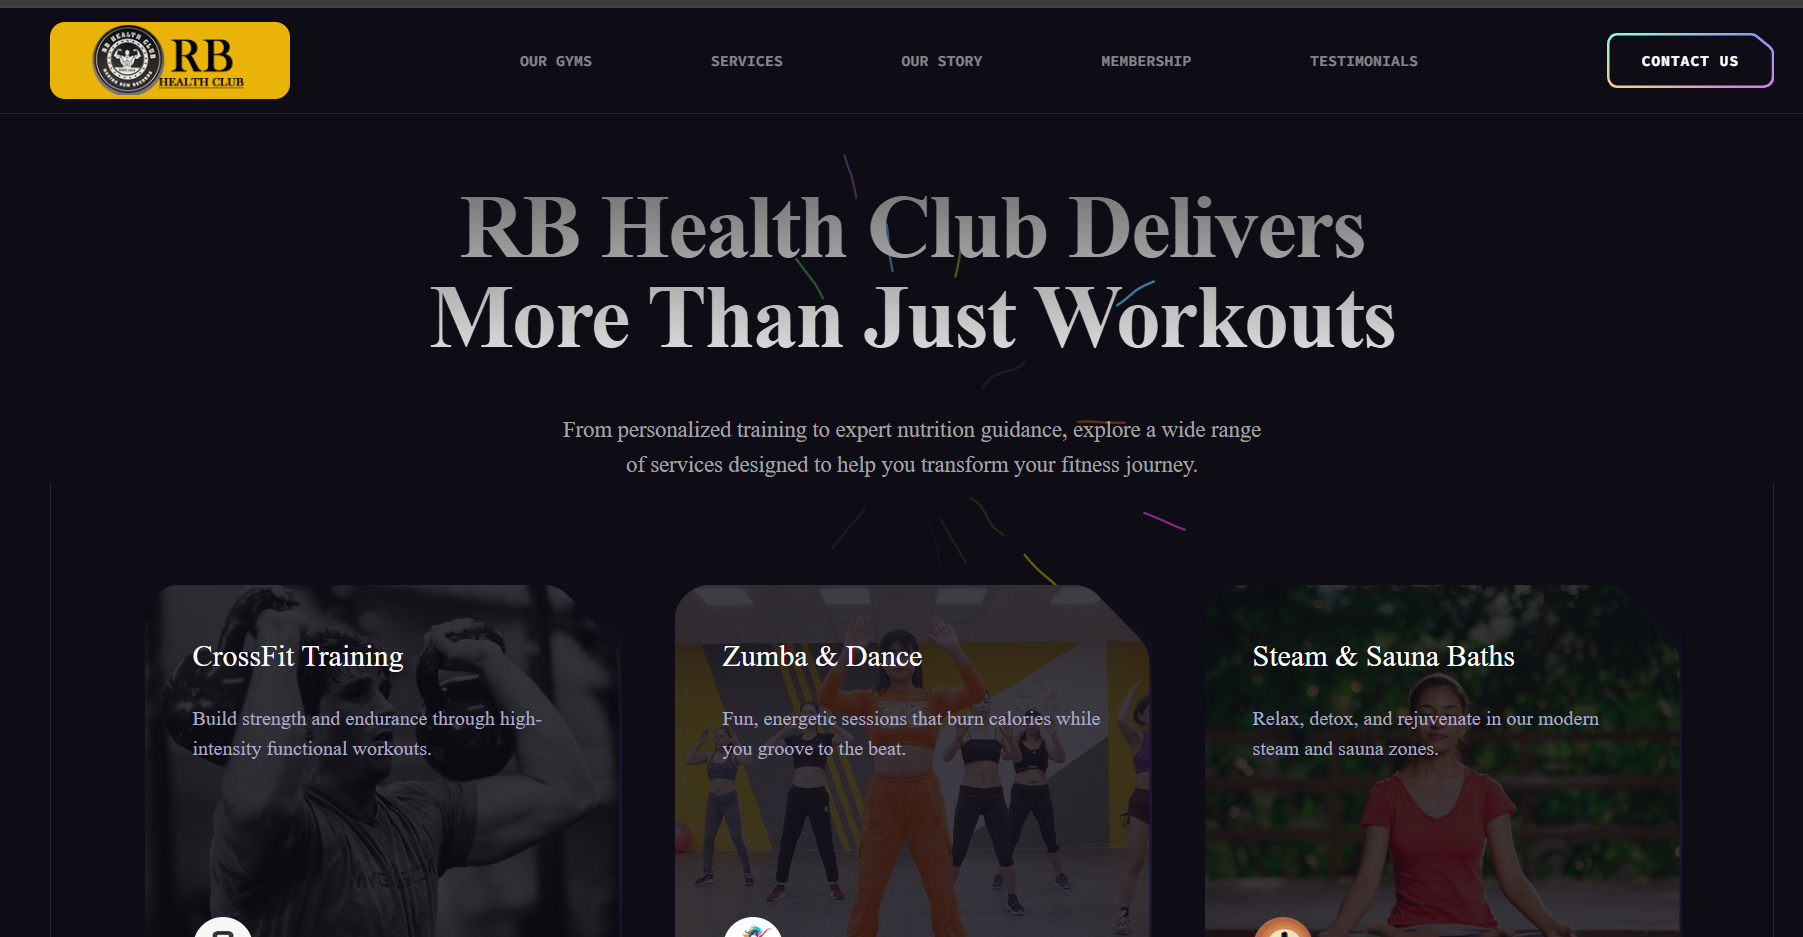 RB HEALTH CLUB
RB
HEALTH CLUB
OUR GYMS
SERVICES
OUR STORY
MEMBERSHIP
TESTIMONIALS
CONTACT US
RB Health Club Delivers
More Than Just Workouts
From personalized training to expert nutrition guidance, explore a wide range
of services designed to help you transform your fitness journey.
CrossFit Training
Build strength and endurance through high-
intensity functional workouts.
Zumba & Dance
Fun, energetic sessions that burn calories while
you groove to the beat.
Steam & Sauna Baths
Relax, detox, and rejuvenate in our modern
steam and sauna zones.